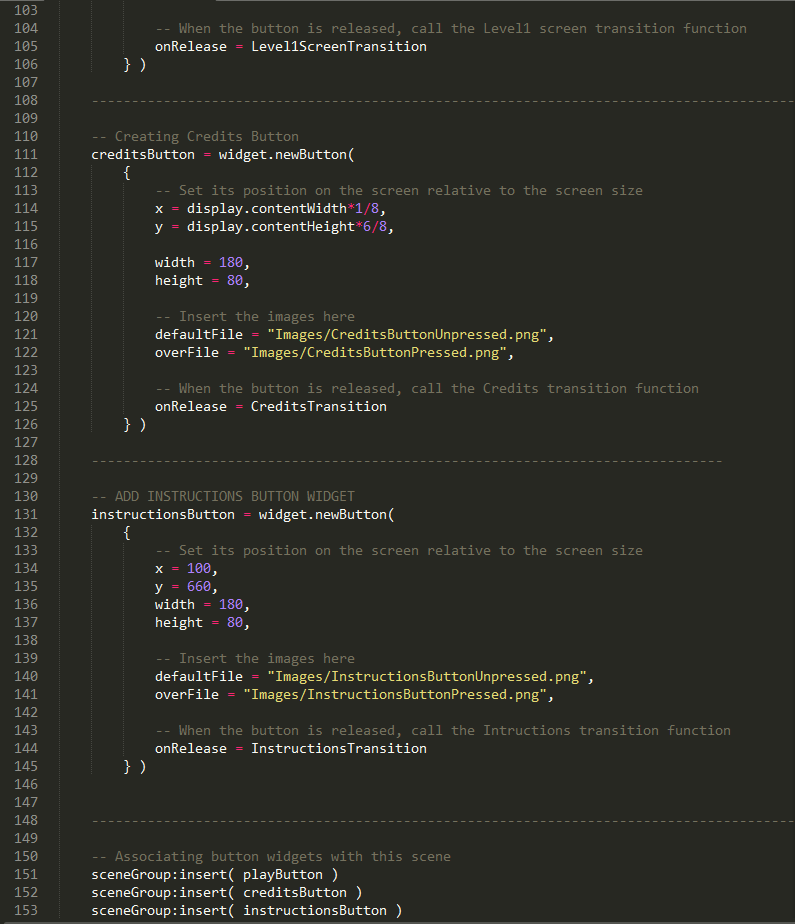 103
104 -- When the button is released, call the Level1 screen transition function
105 onRelease = Level1ScreenTransition
106 } )
107
108 ----------------------------------------------------------------------------------------
109
110 -- Creating Credits Button
111 creditsButton = widget.newButton(
112 {
113 -- Set its position on the screen relative to the screen size
114 x = display.contentWidth*1/8,
115 y = display.contentHeight*6/8,
116
117 width = 180,
118 height = 80,
119
120 -- Insert the images here
121 defaultFile = "Images/CreditsButtonUnpressed.png",
122 overFile = "Images/CreditsButtonPressed.png",
123
124 -- When the button is released, call the Credits transition function
125 onRelease = CreditsTransition
126 } )
127
128 -------------------------------------------------------------------------------
129
130 -- ADD INSTRUCTIONS BUTTON WIDGET
131 instructionsButton = widget.newButton(
132 {
133 -- Set its position on the screen relative to the screen size
134 x = 100,
135 y = 660,
136 width = 180,
137 height = 80,
138
139 -- Insert the images here
140 defaultFile = "Images/InstructionsButtonUnpressed.png",
141 overFile = "Images/InstructionsButtonPressed.png",
142
143 -- When the button is released, call the Intructions transition function
144 onRelease = InstructionsTransition
145 } )
146
147
148 ----------------------------------------------------------------------------------------
149
150 -- Associating button widgets with this scene
151 sceneGroup:insert( playButton )
152 sceneGroup:insert( creditsButton )
153 sceneGroup:insert( instructionsButton )